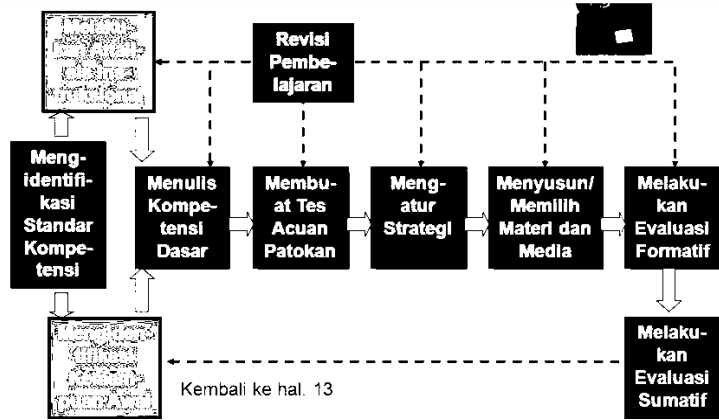 Revisi
Pembe-
lajaran
Meng-
identifi-
kasi
Standar
Kompe-
tensi
Menulis
Kompe-
tensi
Dasar
Membu-
at Tes
Acuan
Patokan
Meng-
atur
Strategi
Menyusun/
Memilih
Materi dan
Media
Melaku-
kan
Evaluasi
Formatif
Melaku-
kan
Evaluasi
Sumatif
Kembali ke hal. 13